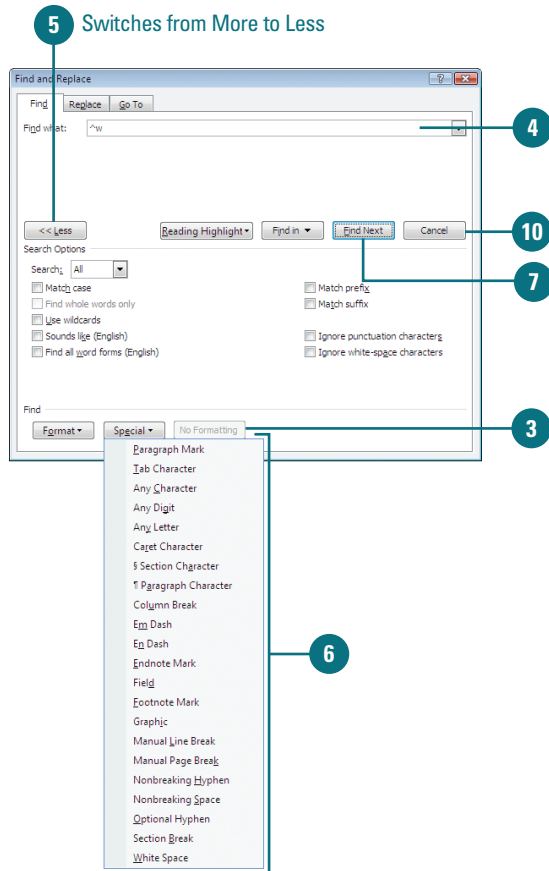 5 Switches from More to Less
Find and Replace
Find Replace Go To
Find what: ^w
4
<< Less Reading Highlight Find in Find Next Cancel
10
Search Options
7
Search: All
Match case Match prefix
Find whole words only Match suffix
Use wildcards
Sounds like (English) Ignore punctuation characters
Find all word forms (English) Ignore white-space characters
Find
Format Special No Formatting
3
Paragraph Mark
Tab Character
Any Character
Any Digit
Any Letter
Caret Character
§ Section Character
¶ Paragraph Character
Column Break
Em Dash
En Dash
6
Endnote Mark
Field
Footnote Mark
Graphic
Manual Line Break
Manual Page Break
Nonbreaking Hyphen
Nonbreaking Space
Optional Hyphen
Section Break
White Space